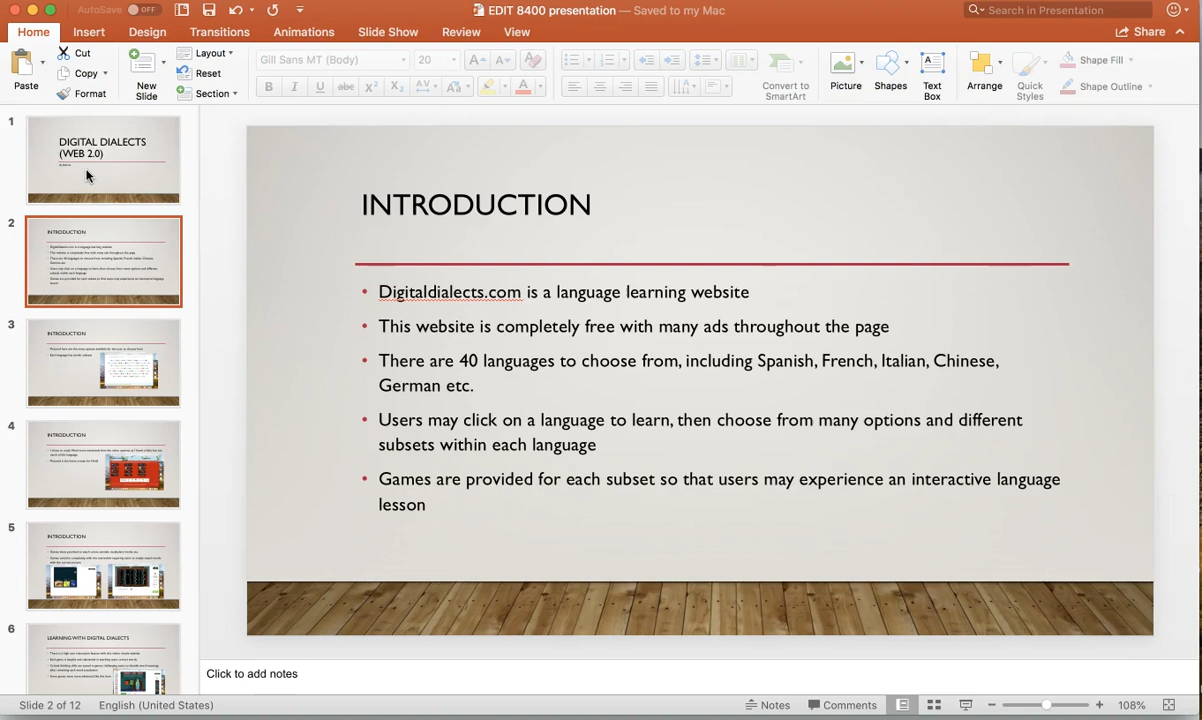 AutoSave OFF
EDIT 8400 presentation — Saved to my Mac
Search in Presentation
Home Insert Design Transitions Animations Slide Show Review View
Share
Paste
Cut
Copy
Format
New Slide
Layout
Reset
Section
Gill Sans MT (Body) 20
Convert to SmartArt
Picture
Shapes
Text Box
Arrange
Quick Styles
Shape Fill
Shape Outline
1
DIGITAL DIALECTS
(WEB 2.0)
2
INTRODUCTION
3
INTRODUCTION
4
INTRODUCTION
5
INTRODUCTION
6
LEARNING WITH DIGITAL DIALECTS
INTRODUCTION
• Digitaldialects.com is a language learning website
• This website is completely free with many ads throughout the page
• There are 40 languages to choose from, including Spanish, French, Italian, Chinese,
German etc.
• Users may click on a language to learn, then choose from many options and different
subsets within each language
• Games are provided for each subset so that users may experience an interactive language
lesson
Click to add notes
Slide 2 of 12 English (United States)
Notes Comments 108%